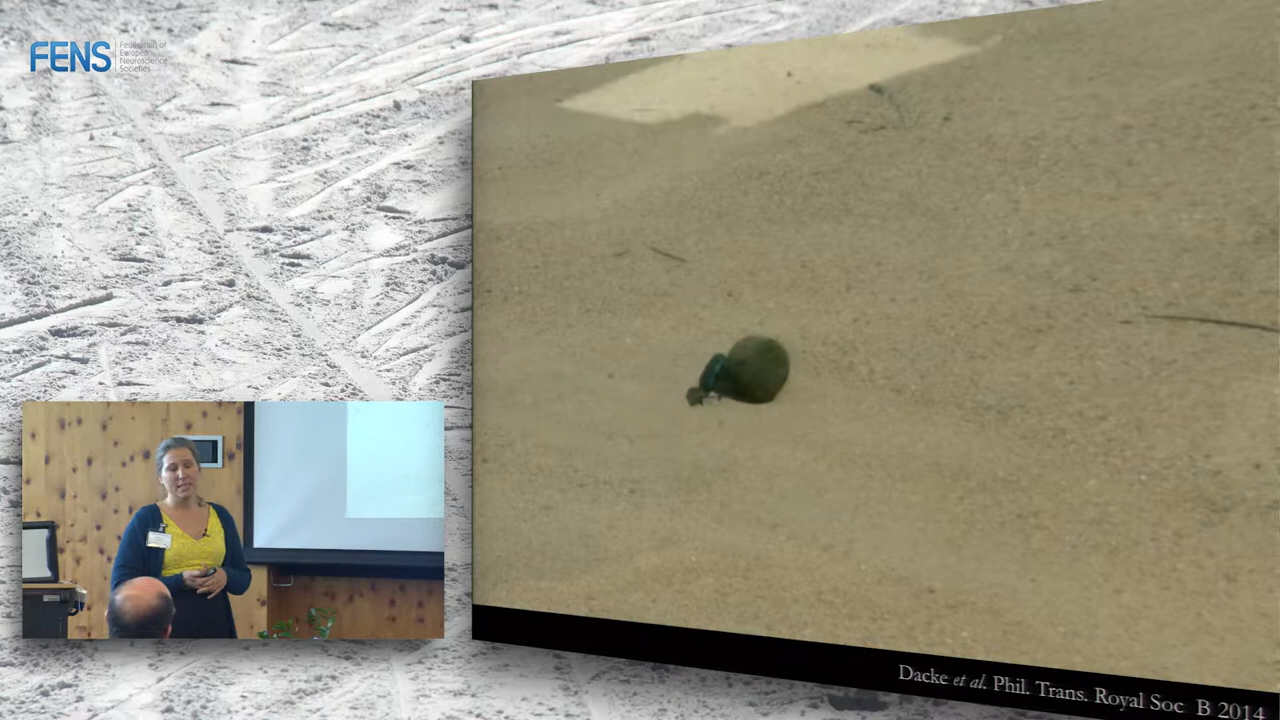 FENS
Federation of
European
Neuroscience
Societies
Dacke et al. Phil. Trans. Royal Soc B 2014